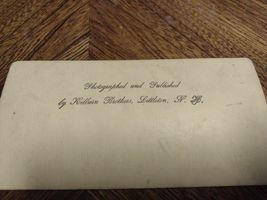 Photographed and Published
by Kilburn Brothers, Littleton, N. H.